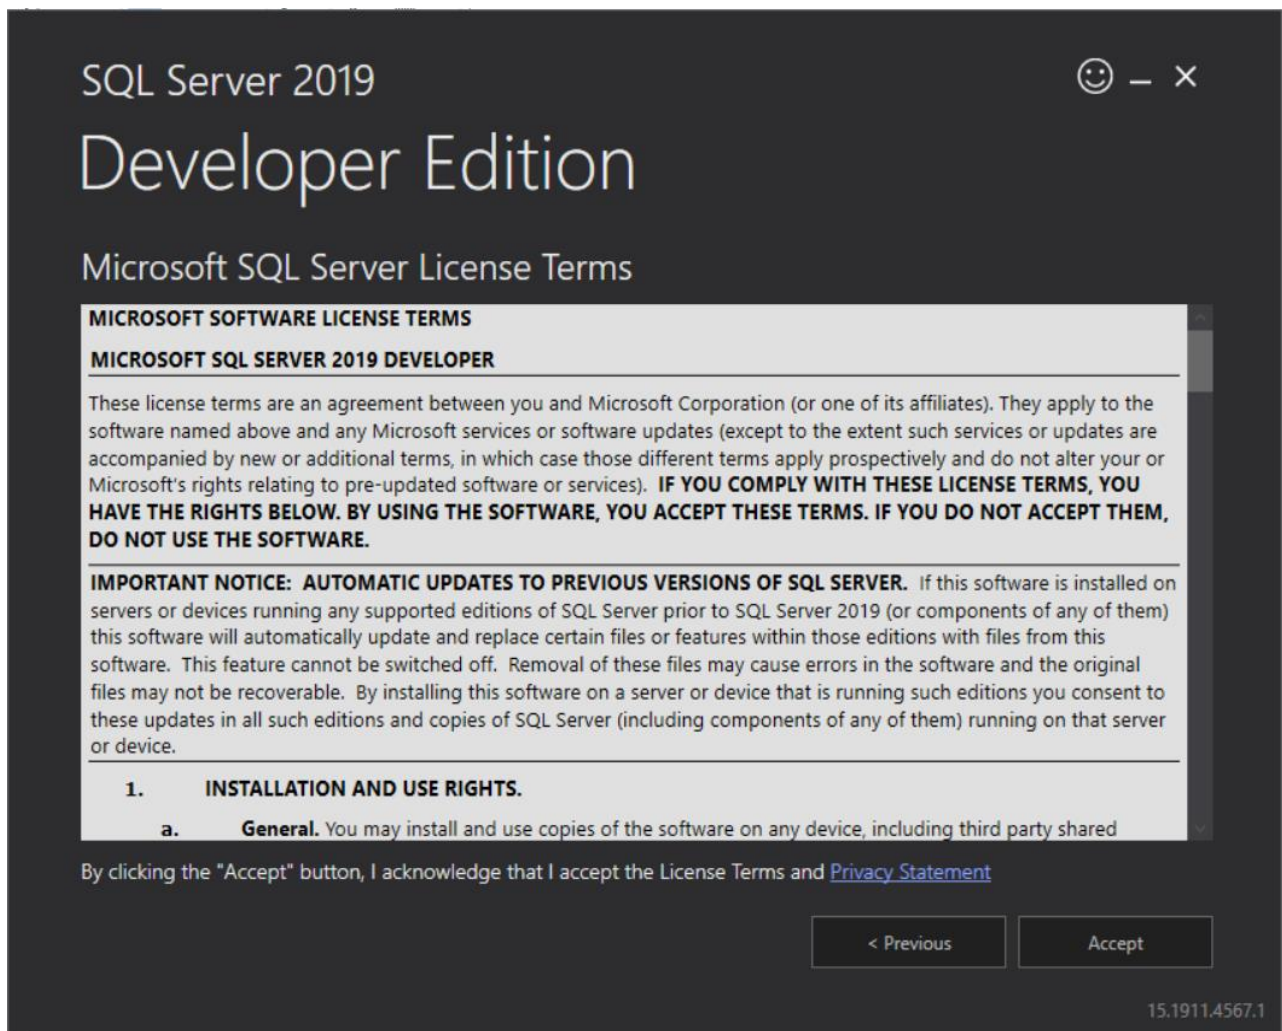 SQL Server 2019
Developer Edition
Microsoft SQL Server License Terms
MICROSOFT SOFTWARE LICENSE TERMS
MICROSOFT SQL SERVER 2019 DEVELOPER
These license terms are an agreement between you and Microsoft Corporation (or one of its affiliates). They apply to the
software named above and any Microsoft services or software updates (except to the extent such services or updates are
accompanied by new or additional terms, in which case those different terms apply prospectively and do not alter your or
Microsoft's rights relating to pre-updated software or services).  IF YOU COMPLY WITH THESE LICENSE TERMS, YOU
HAVE THE RIGHTS BELOW. BY USING THE SOFTWARE, YOU ACCEPT THESE TERMS. IF YOU DO NOT ACCEPT THEM,
DO NOT USE THE SOFTWARE.
IMPORTANT NOTICE:  AUTOMATIC UPDATES TO PREVIOUS VERSIONS OF SQL SERVER.  If this software is installed on
servers or devices running any supported editions of SQL Server prior to SQL Server 2019 (or components of any of them)
this software will automatically update and replace certain files or features within those editions with files from this
software.  This feature cannot be switched off.  Removal of these files may cause errors in the software and the original
files may not be recoverable.  By installing this software on a server or device that is running such editions you consent to
these updates in all such editions and copies of SQL Server (including components of any of them) running on that server
or device.
1. INSTALLATION AND USE RIGHTS.
a. General. You may install and use copies of the software on any device, including third party shared
By clicking the "Accept" button, I acknowledge that I accept the License Terms and Privacy Statement
< Previous Accept
15.1911.4567.1